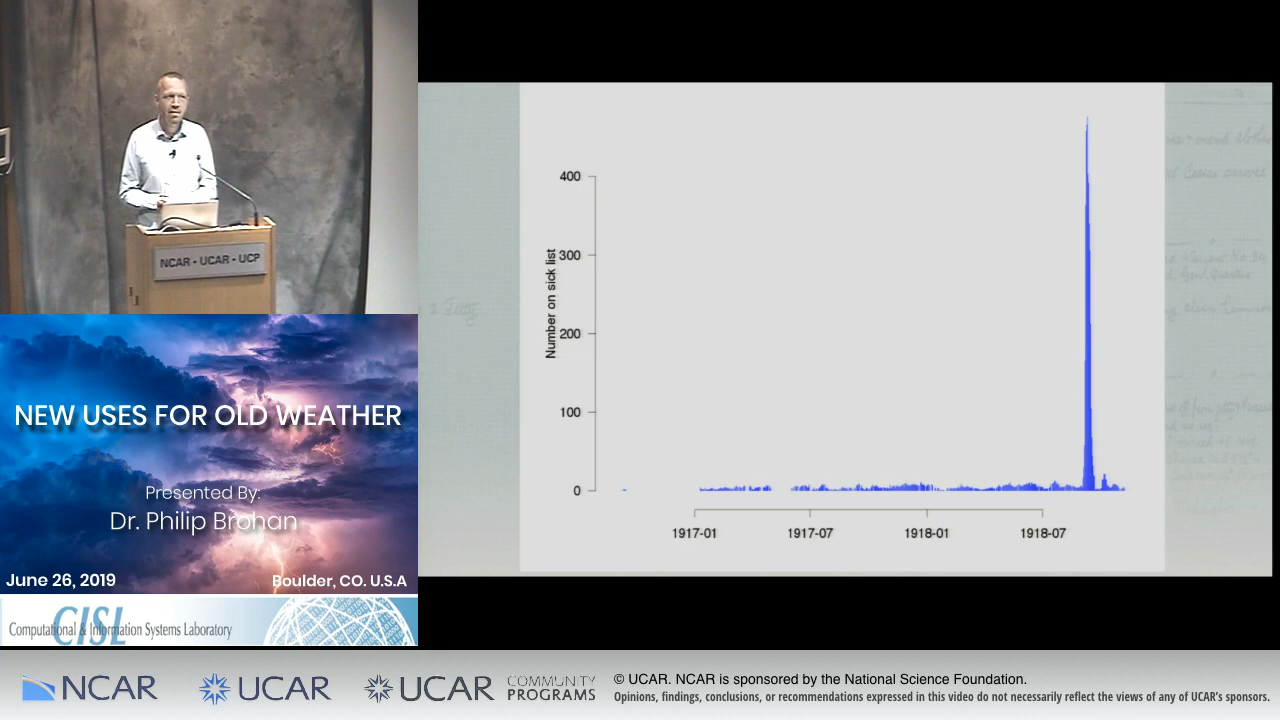 NCAR - UCAR - UCP
NEW USES FOR OLD WEATHER
Presented By:
Dr. Philip Brohan
June 26, 2019
Boulder, CO. U.S.A
CISL
Computational & Information Systems Laboratory
Number on sick list
400
300
200
100
0
1917-01
1917-07
1918-01
1918-07
NCAR
UCAR
UCAR
COMMUNITY
PROGRAMS
© UCAR. NCAR is sponsored by the National Science Foundation.
Opinions, findings, conclusions, or recommendations expressed in this video do not necessarily reflect the views of any of UCAR's sponsors.